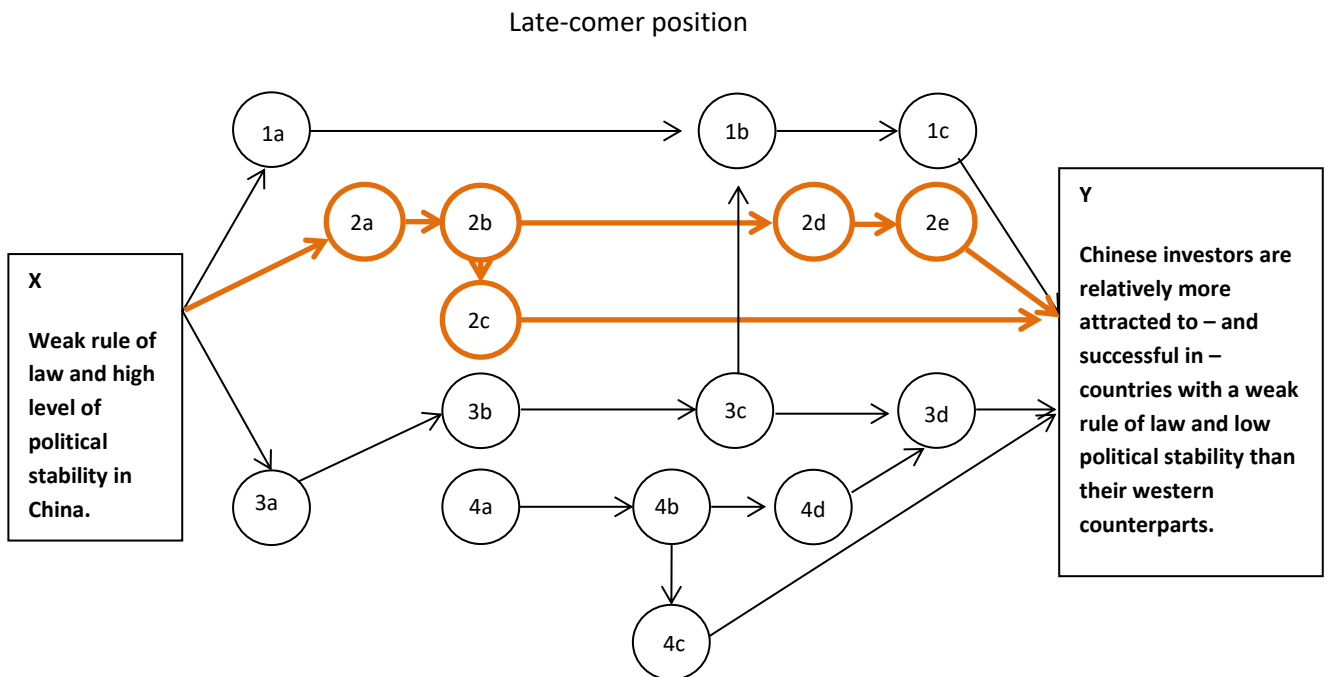 Late-comer position
1a
1b
1c
2a
2b
2d
2e
2c
X
Weak rule of
law and high
level of
political
stability in
China.
3b
3c
3d
3a
4a
4b
4d
4c
Y
Chinese investors are
relatively more
attracted to – and
successful in –
countries with a weak
rule of law and low
political stability than
their western
counterparts.